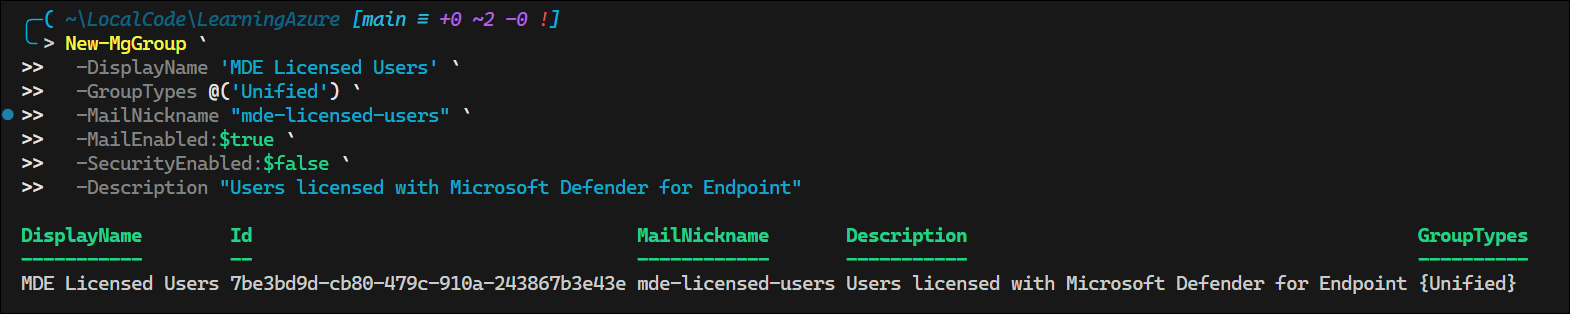 ( ~\LocalCode\LearningAzure [main ≡ +0 ~2 -0 !]
> New-MgGroup `
>>   -DisplayName 'MDE Licensed Users' `
>>   -GroupTypes @('Unified') `
>>   -MailNickname "mde-licensed-users" `
>>   -MailEnabled:$true `
>>   -SecurityEnabled:$false `
>>   -Description "Users licensed with Microsoft Defender for Endpoint"
DisplayName        Id                                   MailNickname       Description                                         GroupTypes
-----------        --                                   ------------       -----------                                         ----------
MDE Licensed Users 7be3bd9d-cb80-479c-910a-243867b3e43e mde-licensed-users Users licensed with Microsoft Defender for Endpoint {Unified}